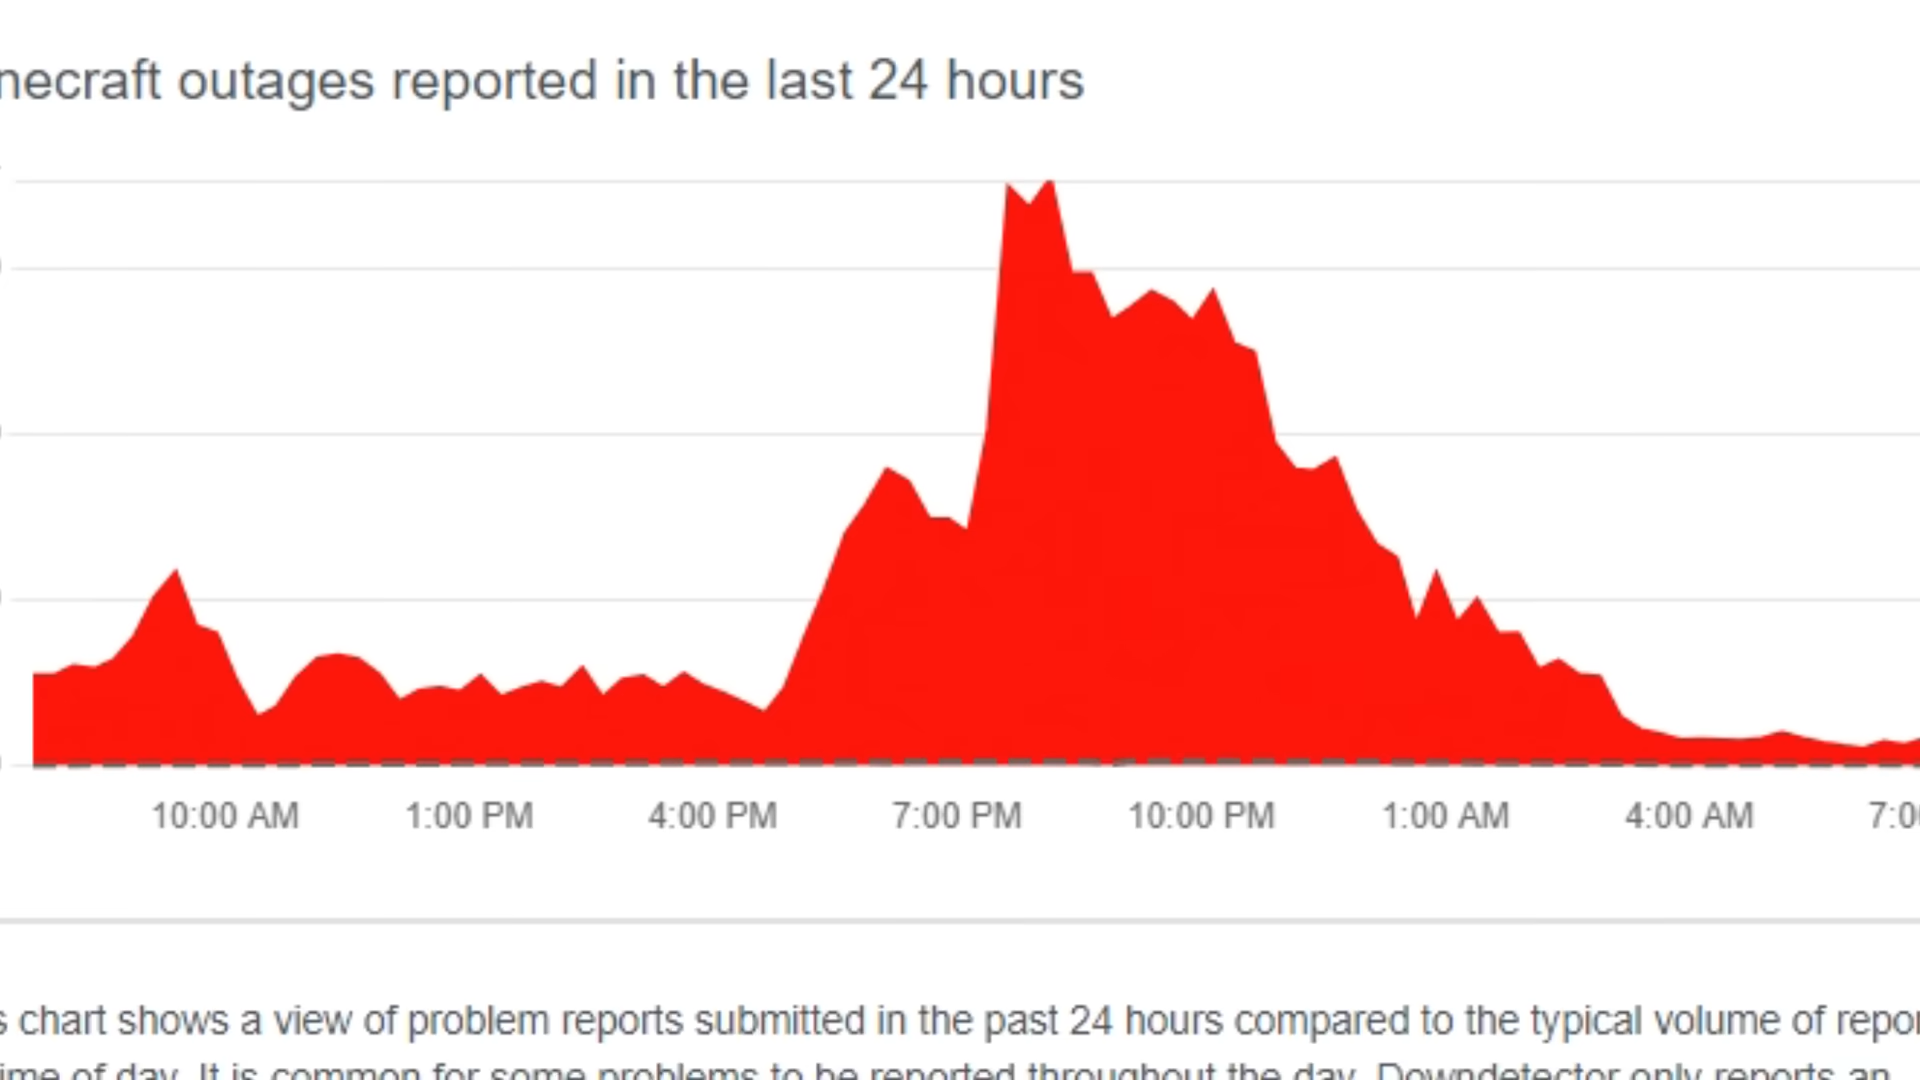 necraft outages reported in the last 24 hours
10:00 AM 1:00 PM 4:00 PM 7:00 PM 10:00 PM 1:00 AM 4:00 AM 7:0
s chart shows a view of problem reports submitted in the past 24 hours compared to the typical volume of repor
ime of day. It is common for some problems to be reported throughout the day. Downdetector only reports an